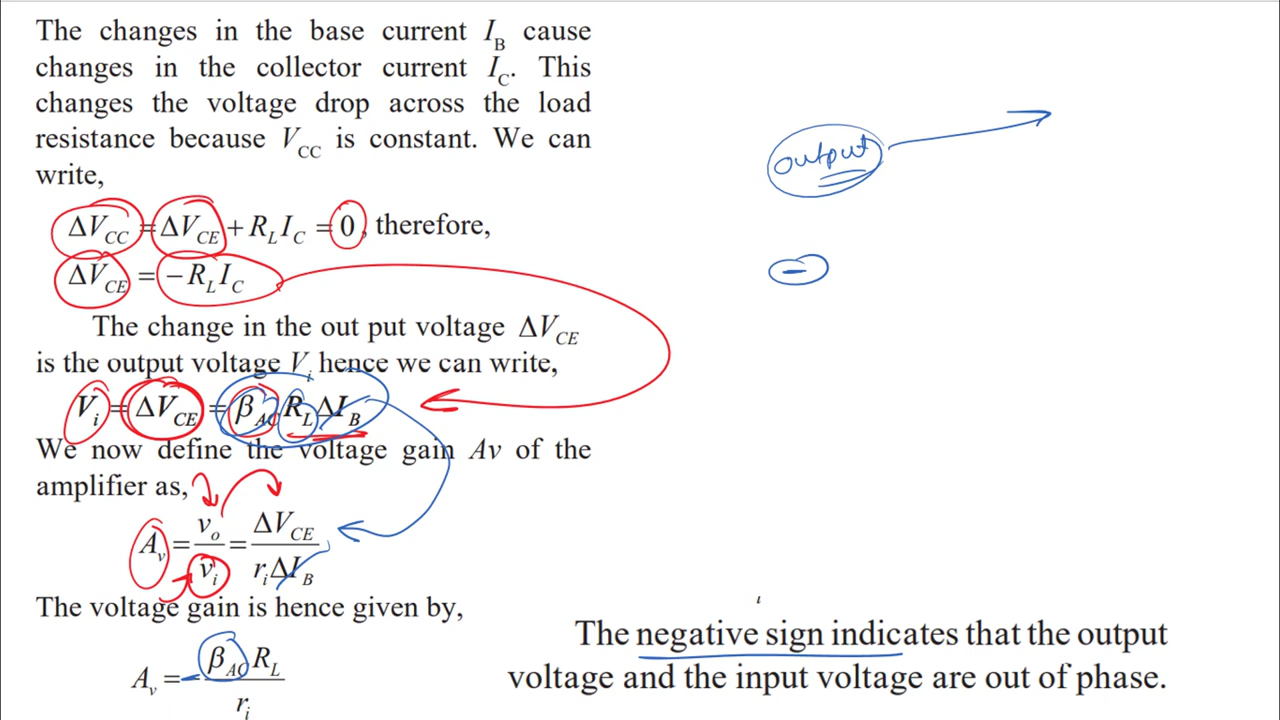 The changes in the base current I_B cause
changes in the collector current I_C. This
changes the voltage drop across the load
resistance because V_CC is constant. We can
write,
ΔV_CC = ΔV_CE + R_L I_C = 0, therefore,
ΔV_CE = −R_L I_C
The change in the out put voltage ΔV_CE
is the output voltage V_i hence we can write,
V_i = ΔV_CE = β_AC R_L ΔI_B
We now define the voltage gain Av of the
amplifier as,
A_v = v_o / v_i = ΔV_CE / r_i ΔI_B
The voltage gain is hence given by,
A_v = − β_AC R_L / r_i
output
−
The negative sign indicates that the output
voltage and the input voltage are out of phase.